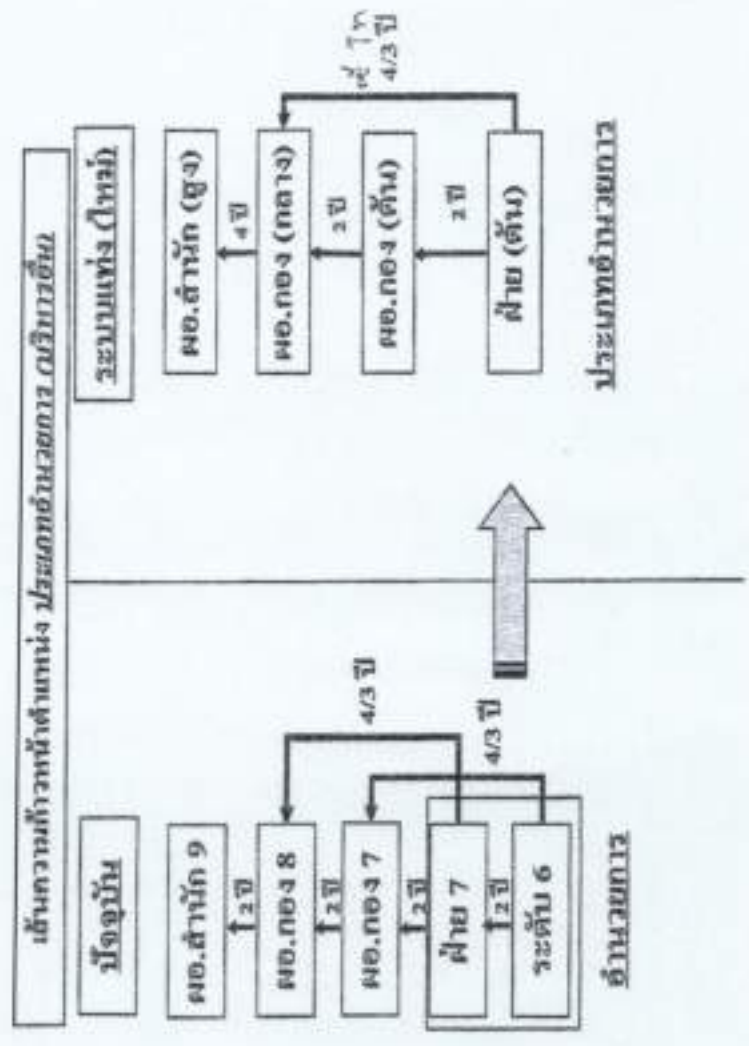 เส้นความก้าวหน้าตำแหน่ง ประเภทอำนวยการ (บริหารอื่น)
ปัจจุบัน
ผอ.สำนัก 9
2 ปี
ผอ.กอง 8
2 ปี
ผอ.กอง 7
2 ปี
ฝ่าย 7
2 ปี
ระดับ 6
4/3 ปี
4/3 ปี
อำนวยการ
ระบบแท่ง (ใหม่)
ผอ.สำนัก (สูง)
4 ปี
ผอ.กอง (กลาง)
2 ปี
ผอ.กอง (ต้น)
2 ปี
ฝ่าย (ต้น)
4/3 ปี
ประเภทอำนวยการ